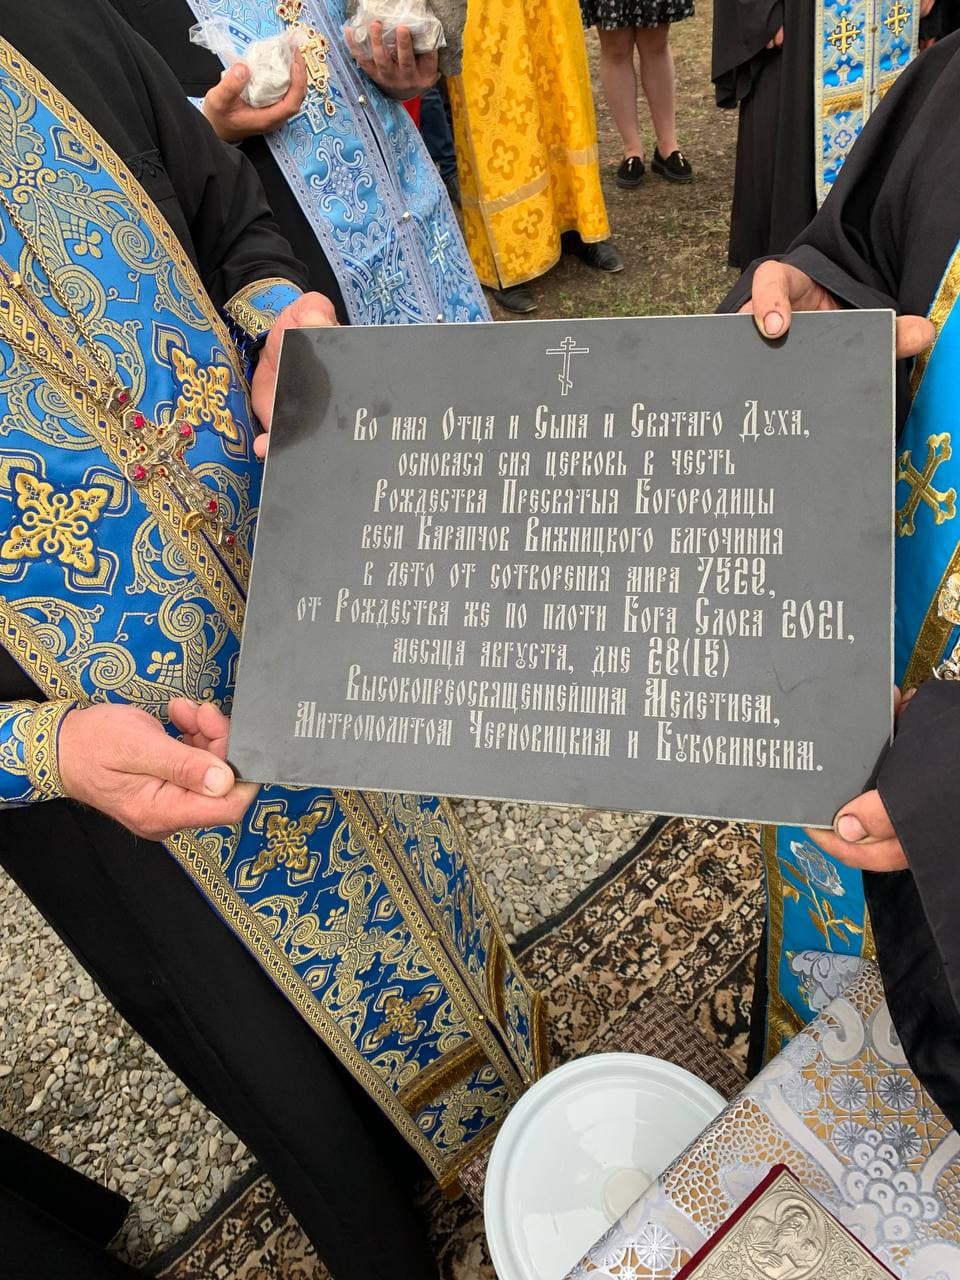 Во имя Отца и Сына и Святаго Духа,
основася сия церковь в честь
Рождества Пресвятыя Богородицы
веси Карапчов Вижницкого блгочиния
в лето от сотворения мира 7529,
от Рождества же по плоти Бога Слова 2021,
месяца августа, дне 28(15)
Высокопреосвященнейшим Мелетием,
Митрополитом Черновицким и Буковинским.